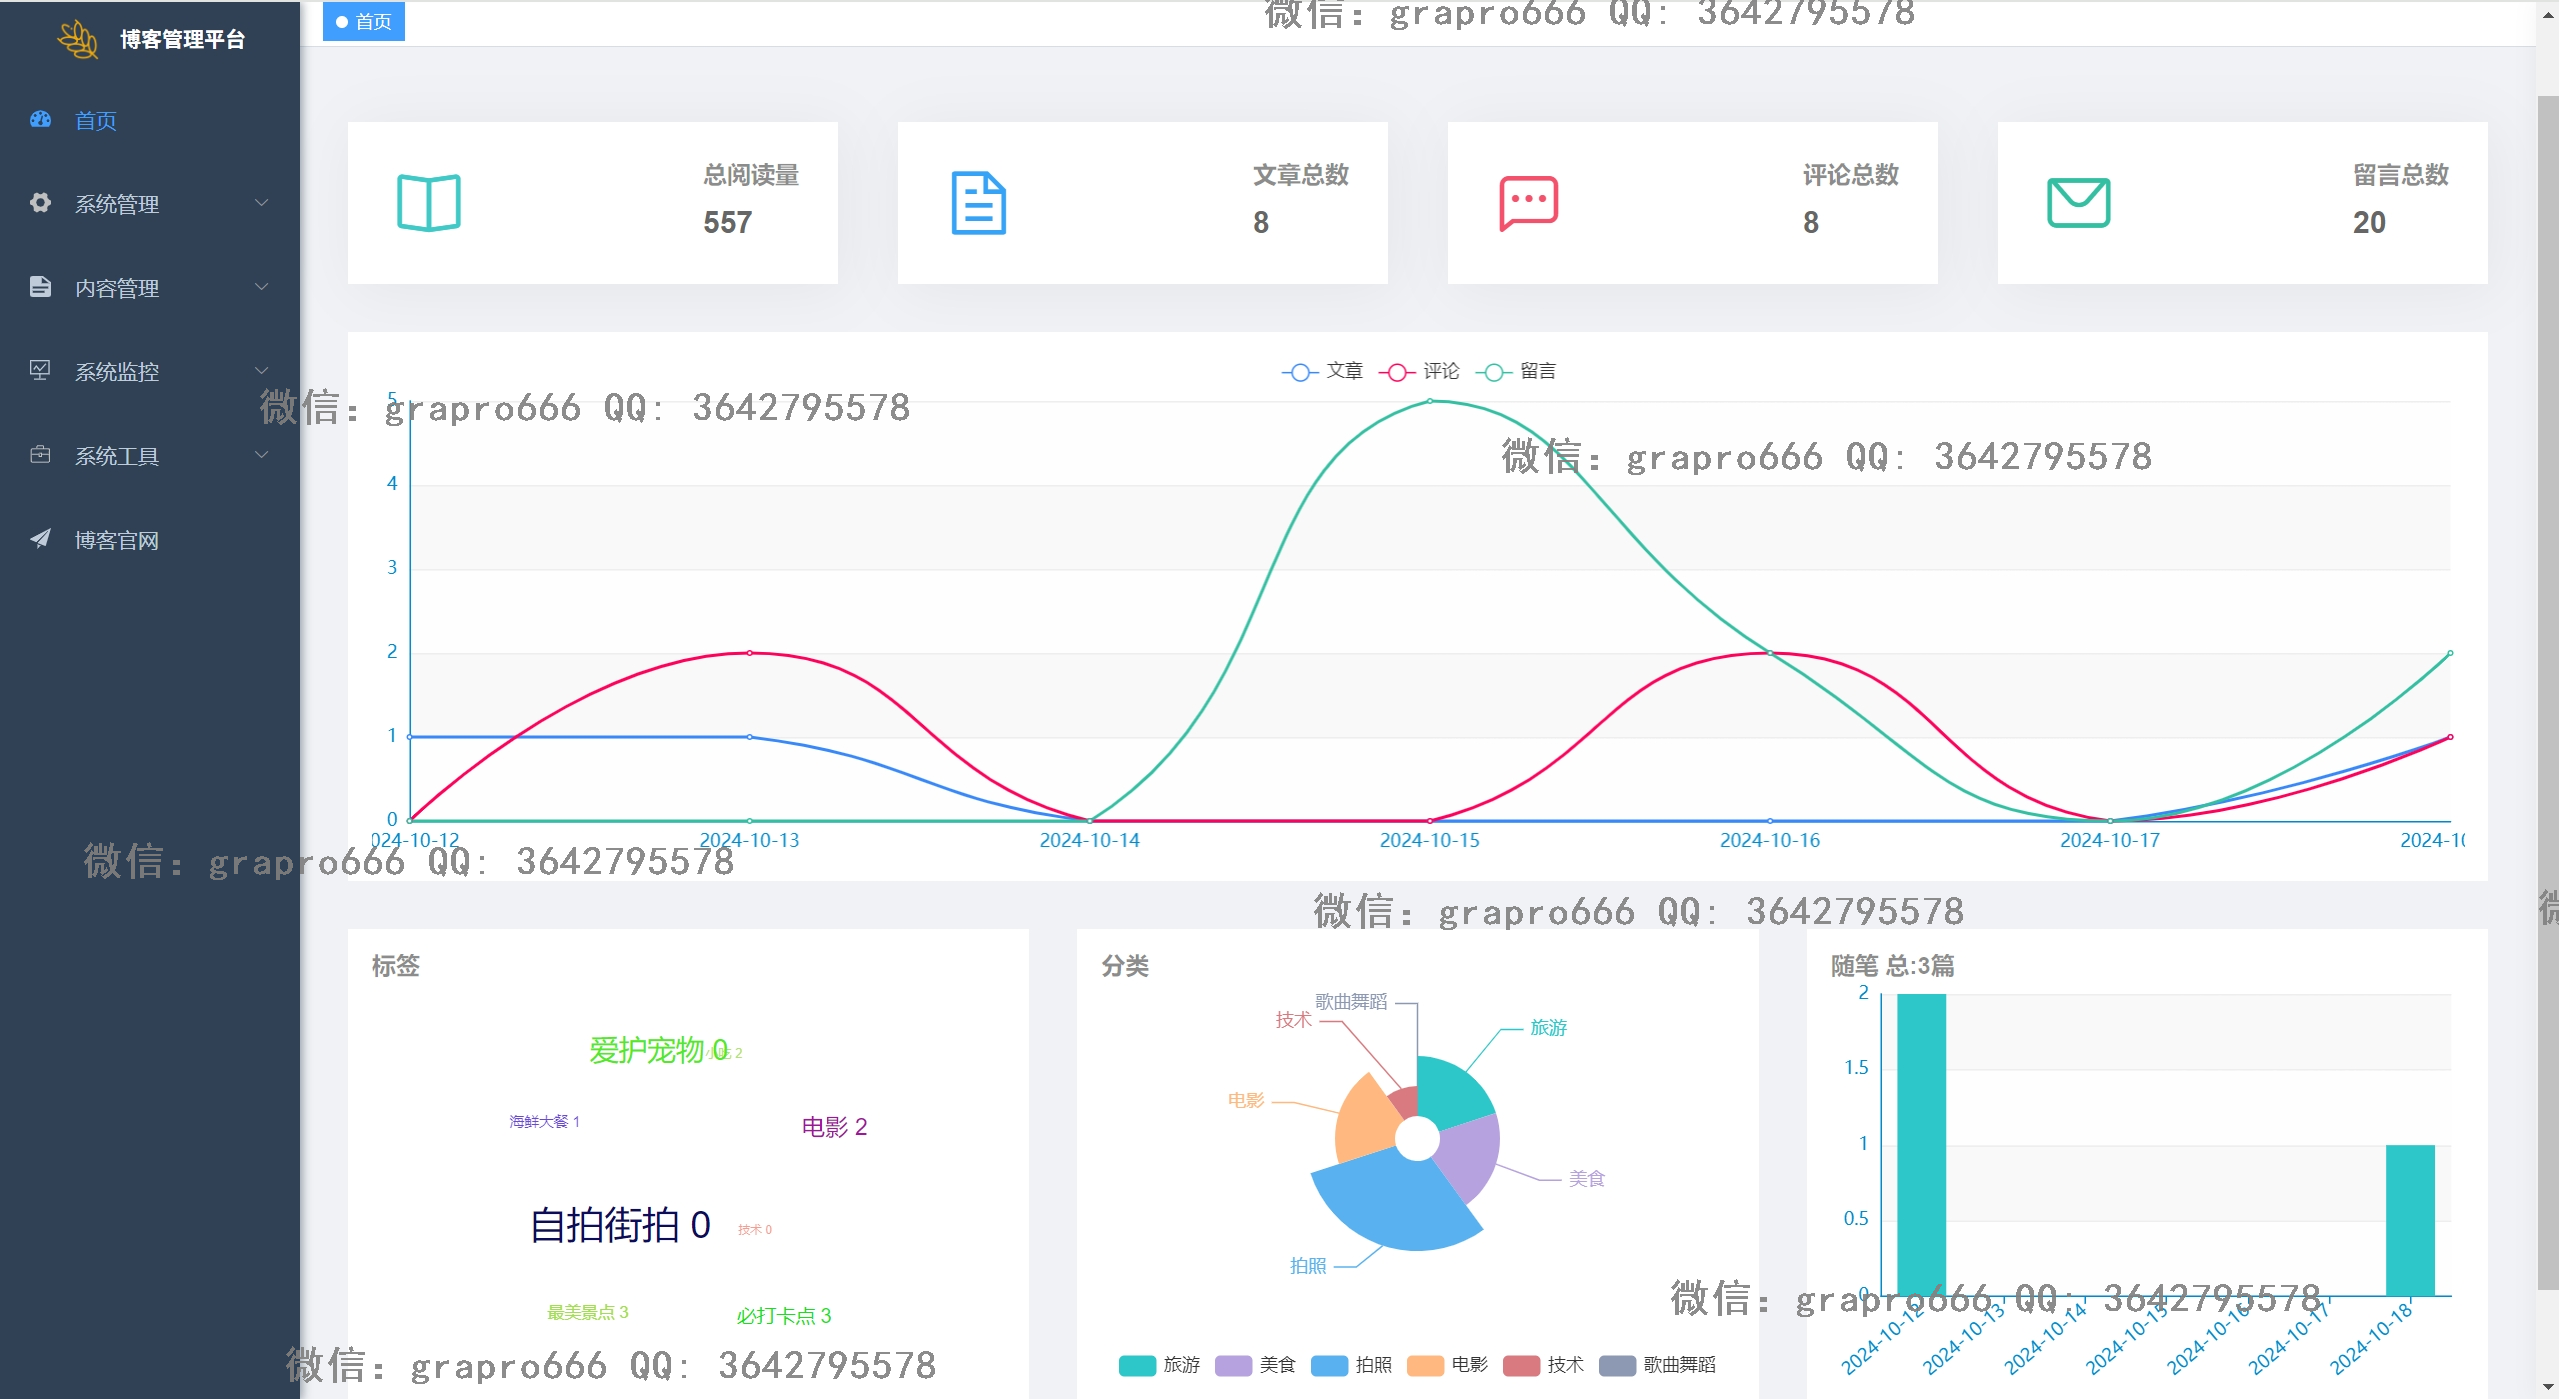 博客管理平台
首页
微信: grapro666 QQ: 3642795578
首页
系统管理
内容管理
系统监控
系统工具
博客官网
总阅读量
557
文章总数
8
评论总数
8
留言总数
20
文章 评论 留言
微信: grapro666 QQ: 3642795578
微信: grapro666 QQ: 3642795578
5
4
3
2
1
0
2024-10-12 2024-10-13 2024-10-14 2024-10-15 2024-10-16 2024-10-17 2024-10
微信: grapro666 QQ: 3642795578
微信: grapro666 QQ: 3642795578
微
标签
爱护宠物 0
小吃 2
海鲜大餐 1
电影 2
自拍街拍 0
技术 0
最美景点 3
必打卡点 3
微信: grapro666 QQ: 3642795578
分类
歌曲舞蹈
技术
旅游
电影
美食
拍照
旅游 美食 拍照 电影 技术 歌曲舞蹈
随笔 总:3篇
2
1.5
1
0.5
0
微信: grapro666 QQ: 3642795578
2024-10-12 2024-10-13 2024-10-14 2024-10-15 2024-10-16 2024-10-17 2024-10-18